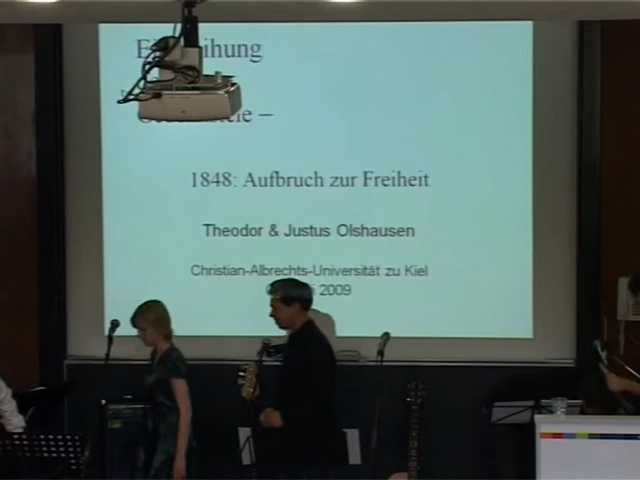 1848: Aufbruch zur Freiheit
Theodor & Justus Olshausen
Christian-Albrechts-Universität zu Kiel
2009